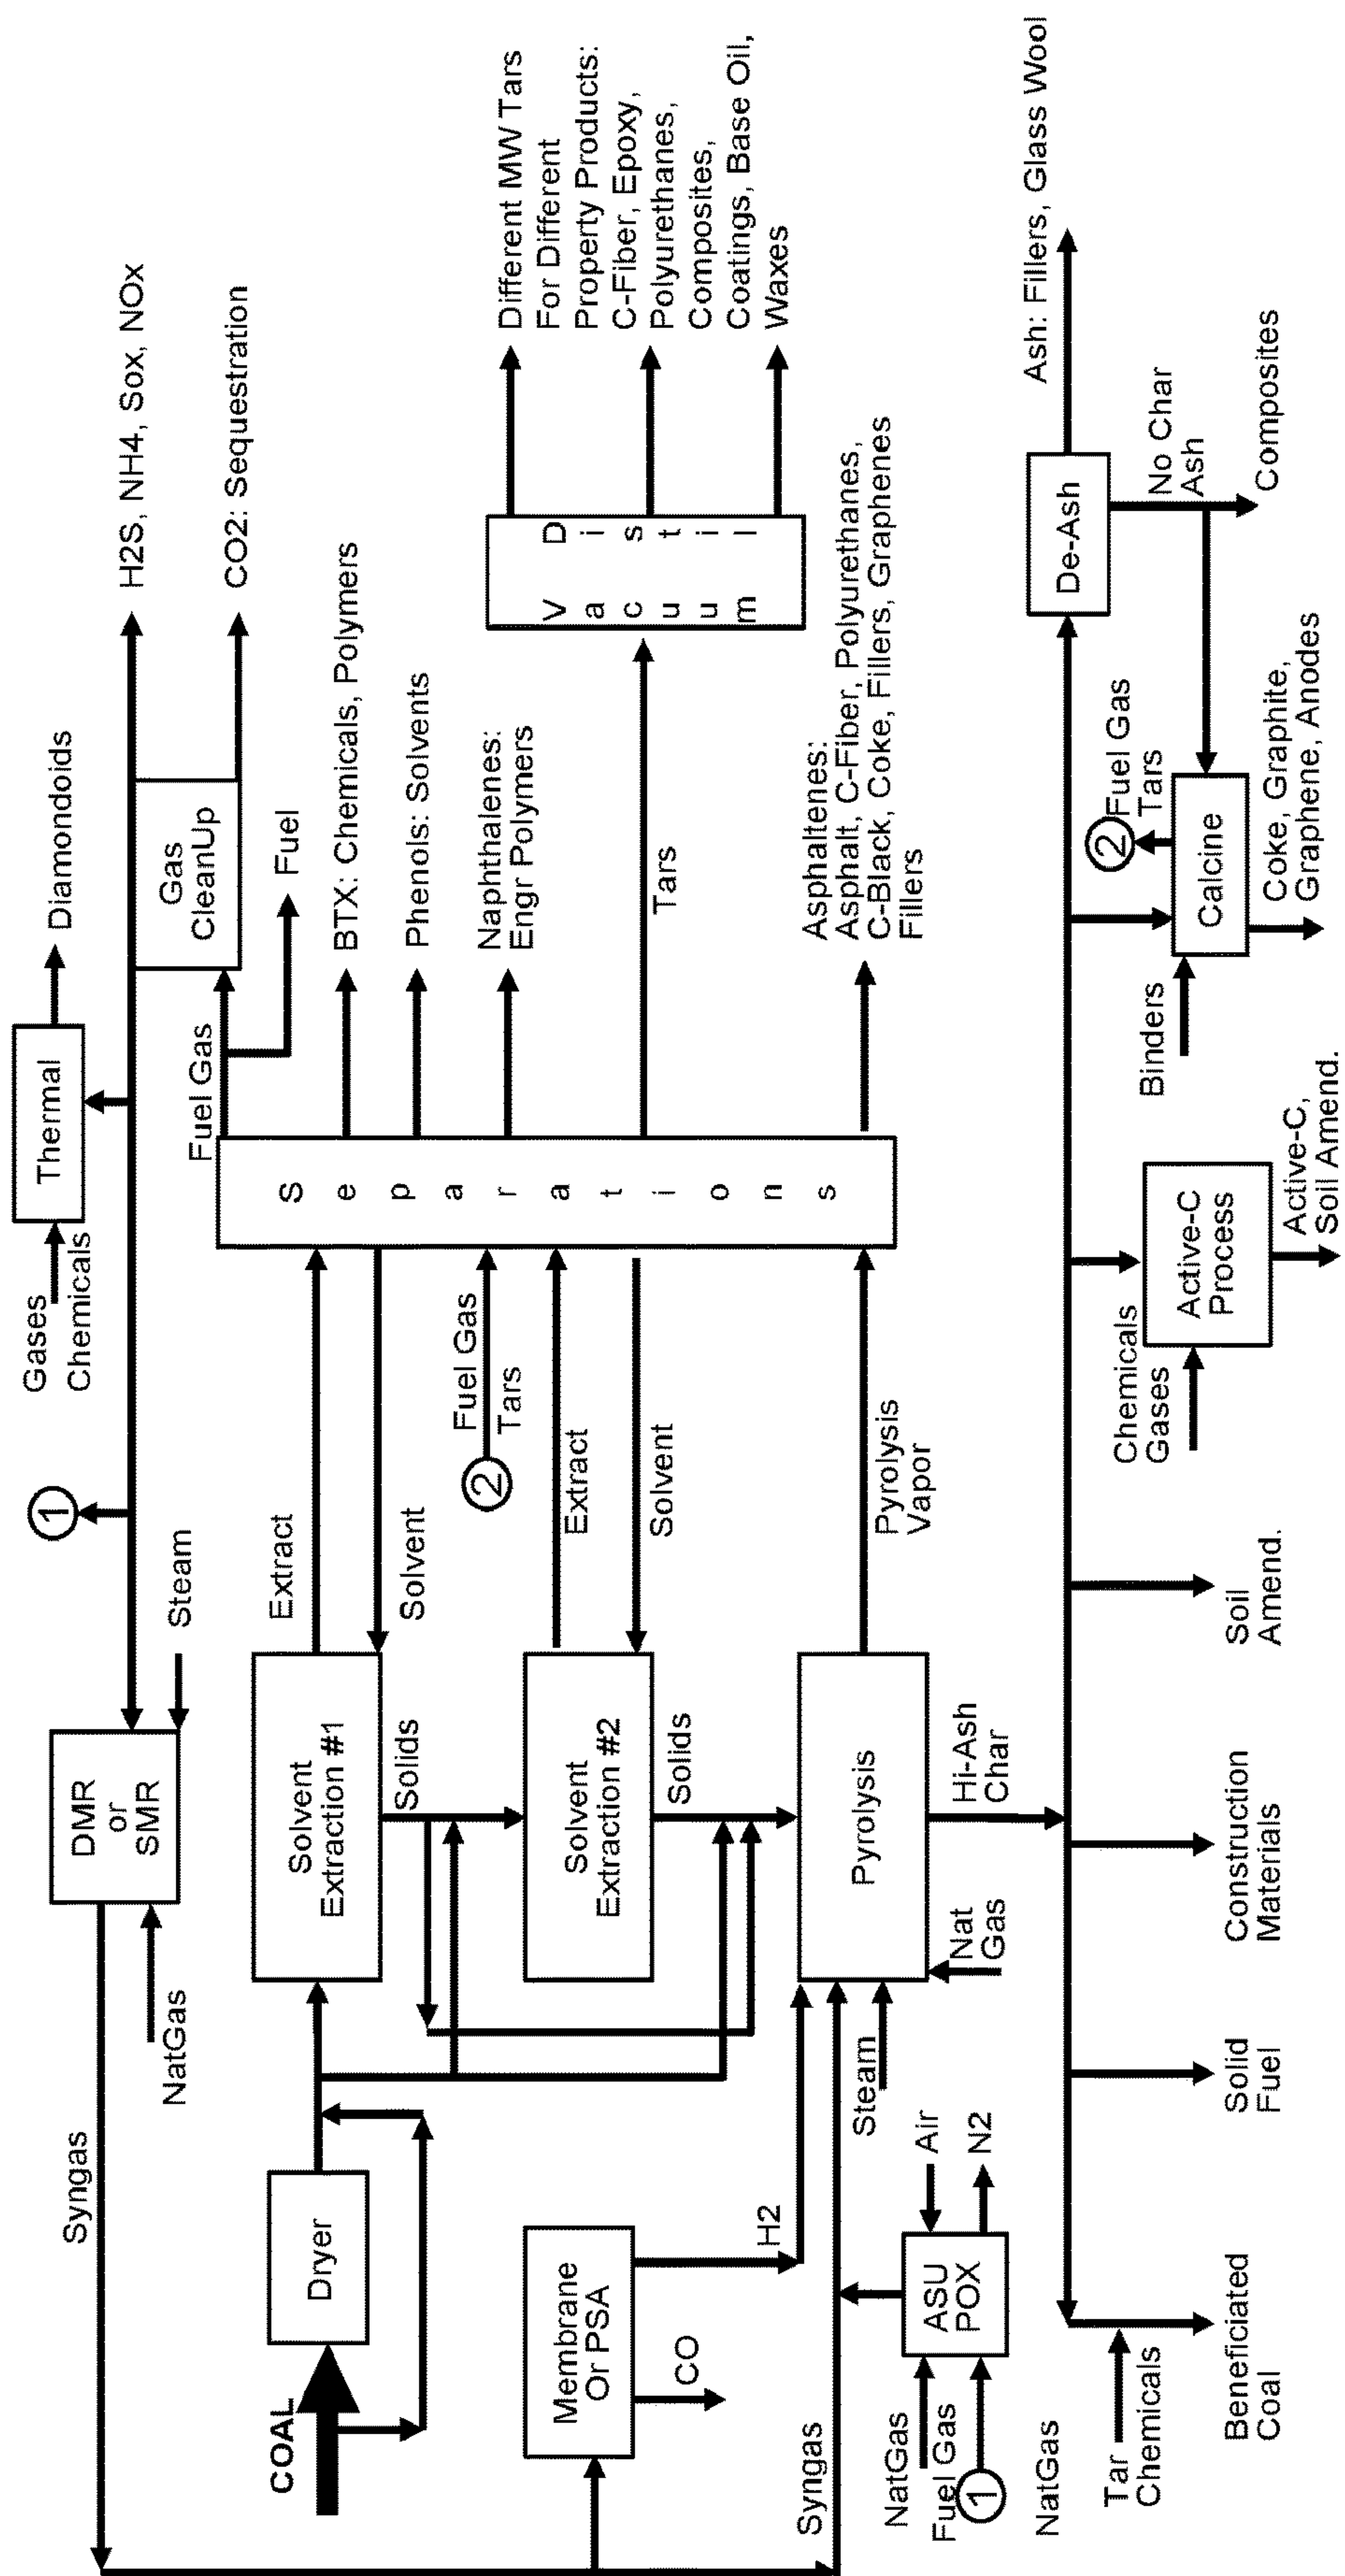 Syngas
NatGas
DMR
or
SMR
Steam
1
Gases
Chemicals
Thermal
Diamondoids
H2S, NH4, Sox, NOx
Gas
CleanUp
CO2: Sequestration
Fuel Gas
Fuel
COAL
Dryer
Solvent
Extraction #1
Extract
Solvent
Solids
Separations
BTX: Chemicals, Polymers
Phenols: Solvents
Naphthalenes:
Engr Polymers
Fuel Gas
Tars
2
Solvent
Extraction #2
Extract
Solvent
Solids
Tars
Vacuum
Distil
Different MW Tars
For Different
Property Products:
C-Fiber, Epoxy,
Polyurethanes,
Composites,
Coatings, Base Oil,
Waxes
Membrane
Or PSA
CO
H2
Syngas
Steam
Pyrolysis
Nat
Gas
Pyrolysis
Vapor
Hi-Ash
Char
Asphaltenes:
Asphalt, C-Fiber, Polyurethanes,
C-Black, Coke, Fillers, Graphenes
Fillers
NatGas
Fuel Gas
1
ASU
POX
Air
N2
NatGas
Tar
Chemicals
Beneficiated
Coal
Solid
Fuel
Construction
Materials
Soil
Amend.
Chemicals
Gases
Active-C
Process
Active-C,
Soil Amend.
Binders
Calcine
2
Fuel Gas
Tars
Coke, Graphite,
Graphene, Anodes
De-Ash
Ash: Fillers, Glass Wool
No Char
Ash
Composites